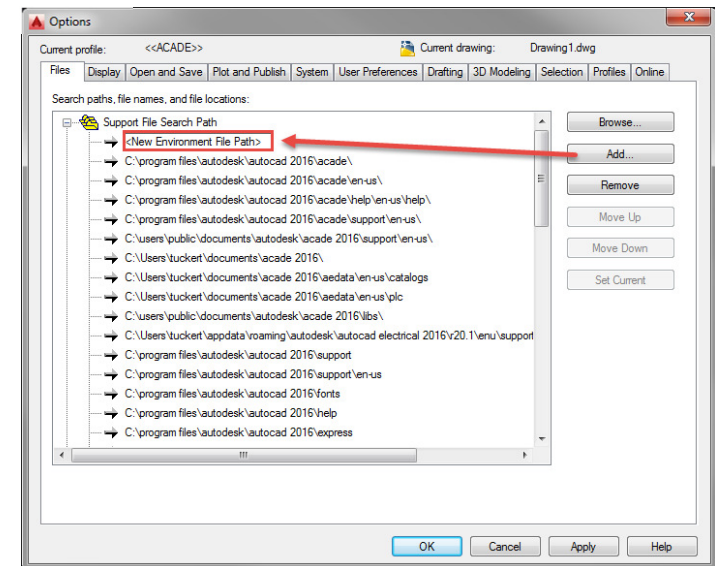 Options
Current profile: <<ACADE>> Current drawing: Drawing1.dwg
Files Display Open and Save Plot and Publish System User Preferences Drafting 3D Modeling Selection Profiles Online
Search paths, file names, and file locations:
Support File Search Path
<New Environment File Path>
C:\program files\autodesk\autocad 2016\acade\
C:\program files\autodesk\autocad 2016\acade\en-us\
C:\program files\autodesk\autocad 2016\acade\help\en-us\help\
C:\program files\autodesk\autocad 2016\acade\support\en-us\
C:\users\public\documents\autodesk\acade 2016\support\en-us\
C:\Users\tuckert\documents\acade 2016\
C:\Users\tuckert\documents\acade 2016\aedata\en-us\catalogs
C:\Users\tuckert\documents\acade 2016\aedata\en-us\plc
C:\users\public\documents\autodesk\acade 2016\libs\
C:\Users\tuckert\appdata\roaming\autodesk\autocad electrical 2016\r20.1\enu\support
C:\program files\autodesk\autocad 2016\support
C:\program files\autodesk\autocad 2016\support\en-us
C:\program files\autodesk\autocad 2016\fonts
C:\program files\autodesk\autocad 2016\help
C:\program files\autodesk\autocad 2016\express
Browse...
Add...
Remove
Move Up
Move Down
Set Current
OK Cancel Apply Help